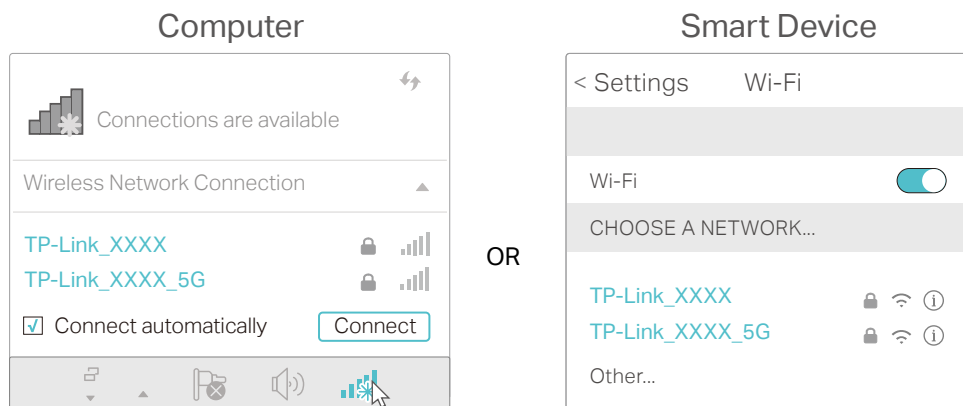 Computer
Connections are available
Wireless Network Connection
TP-Link_XXXX
TP-Link_XXXX_5G
Connect automatically
Connect
OR
Smart Device
< Settings Wi-Fi
Wi-Fi
CHOOSE A NETWORK...
TP-Link_XXXX
TP-Link_XXXX_5G
Other...